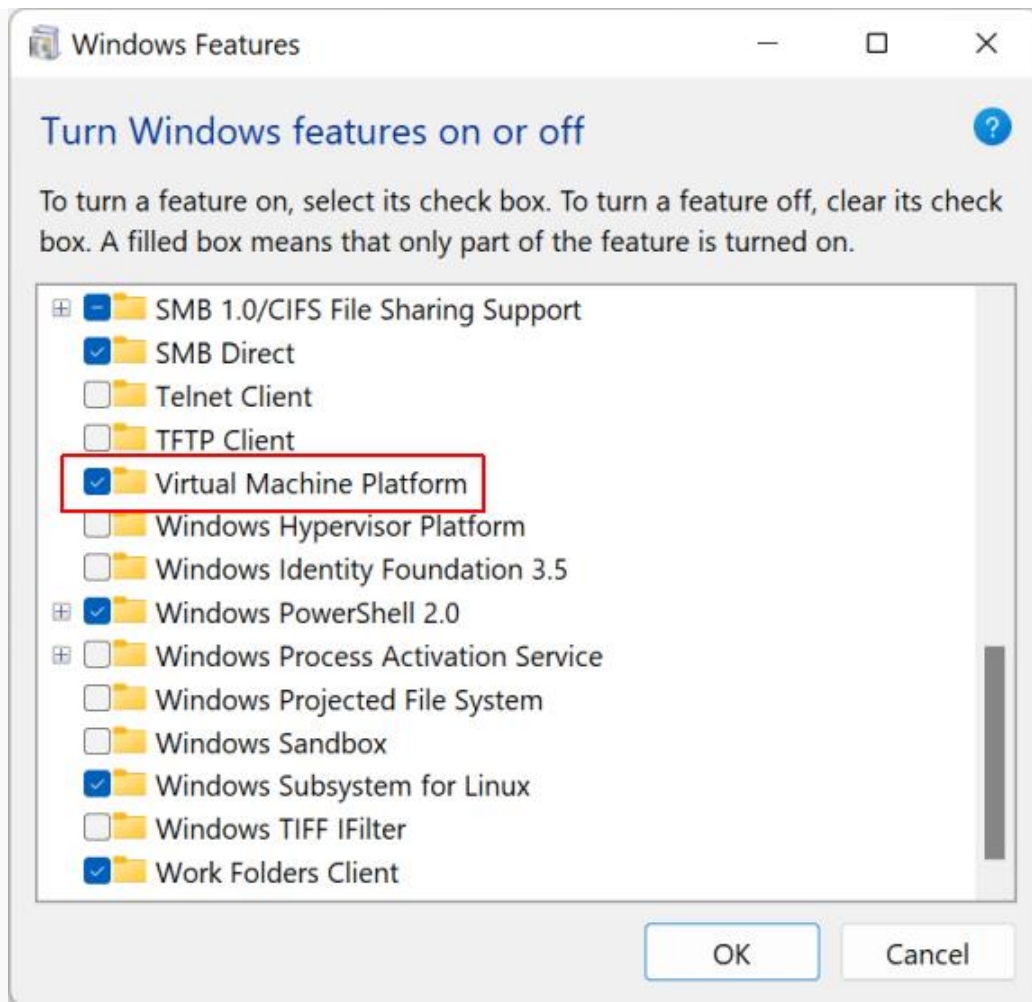 Windows Features
Turn Windows features on or off
To turn a feature on, select its check box. To turn a feature off, clear its check
box. A filled box means that only part of the feature is turned on.
SMB 1.0/CIFS File Sharing Support
SMB Direct
Telnet Client
TFTP Client
Virtual Machine Platform
Windows Hypervisor Platform
Windows Identity Foundation 3.5
Windows PowerShell 2.0
Windows Process Activation Service
Windows Projected File System
Windows Sandbox
Windows Subsystem for Linux
Windows TIFF IFilter
Work Folders Client
OK
Cancel